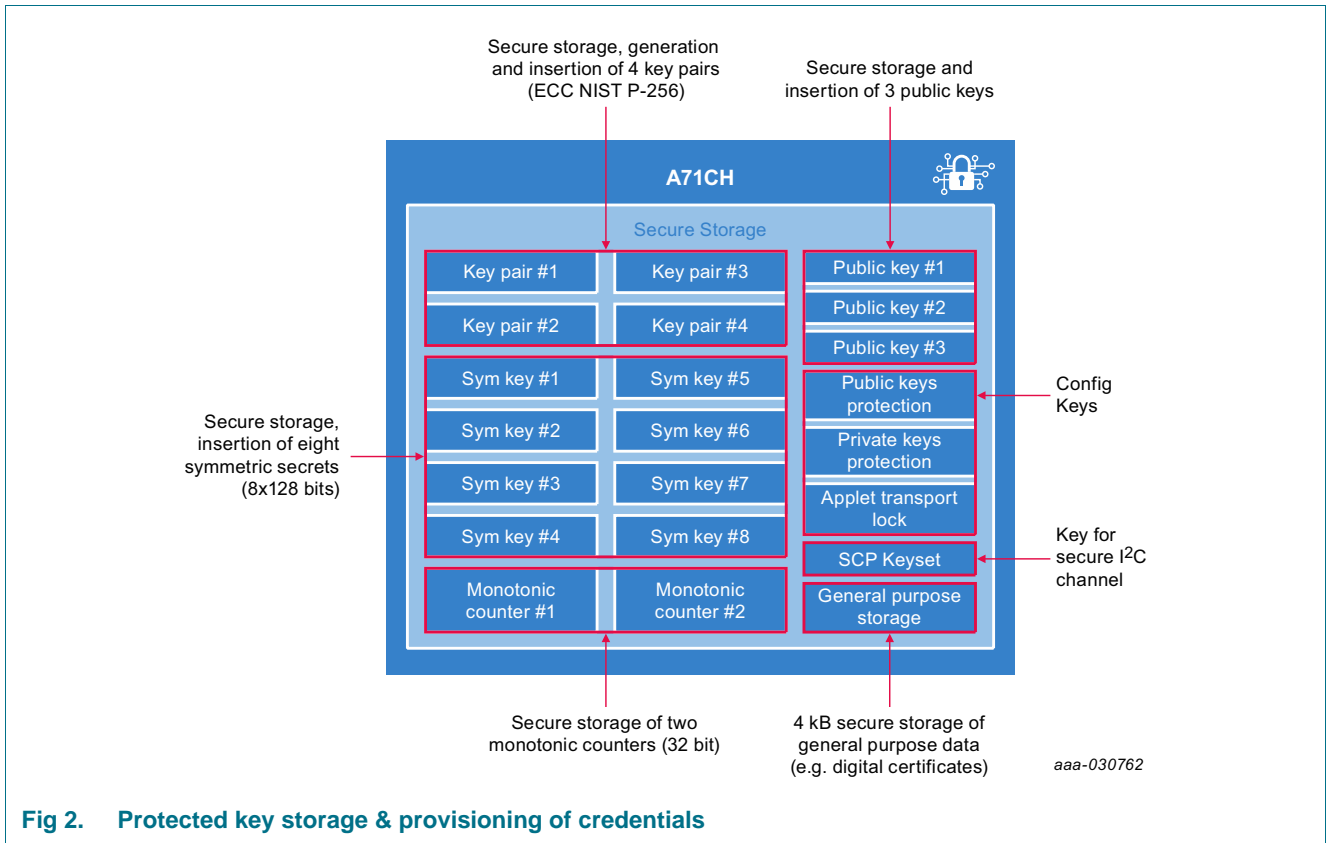 Secure storage, generation
and insertion of 4 key pairs
(ECC NIST P-256)
Secure storage and
insertion of 3 public keys
A71CH
Secure Storage
Key pair #1
Key pair #3
Key pair #2
Key pair #4
Public key #1
Public key #2
Public key #3
Secure storage,
insertion of eight
symmetric secrets
(8x128 bits)
Sym key #1
Sym key #5
Sym key #2
Sym key #6
Sym key #3
Sym key #7
Sym key #4
Sym key #8
Public keys
protection
Private keys
protection
Applet transport
lock
Config
Keys
SCP Keyset
Key for
secure I2C
channel
Monotonic
counter #1
Monotonic
counter #2
General purpose
storage
Secure storage of two
monotonic counters (32 bit)
4 kB secure storage of
general purpose data
(e.g. digital certificates)
aaa-030762
Fig 2. Protected key storage & provisioning of credentials